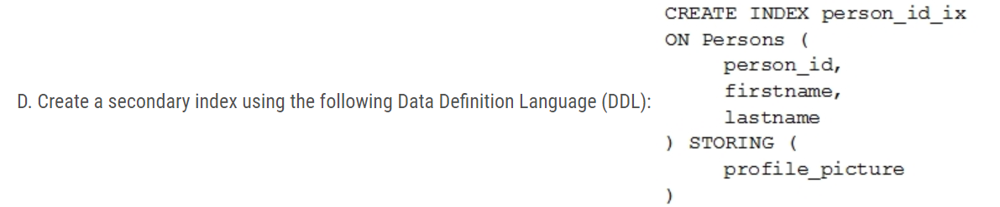 D. Create a secondary index using the following Data Definition Language (DDL):
CREATE INDEX person_id_ix
ON Persons (
person_id,
firstname,
lastname
) STORING (
profile_picture
)